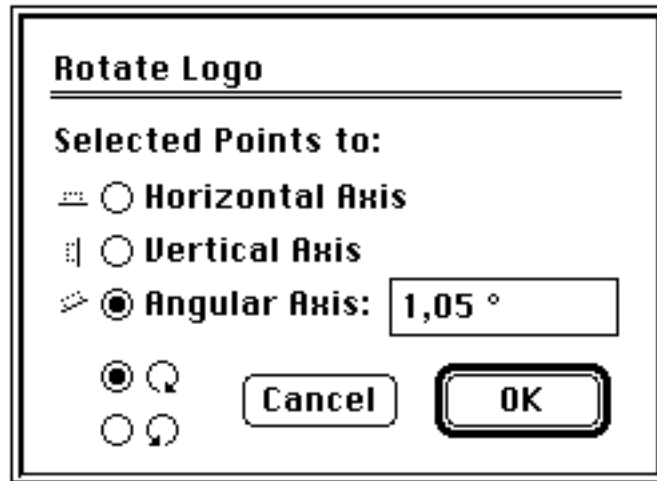 Rotate Logo
Selected Points to:
Horizontal Axis
Vertical Axis
Angular Axis: 1,05 °
Cancel OK